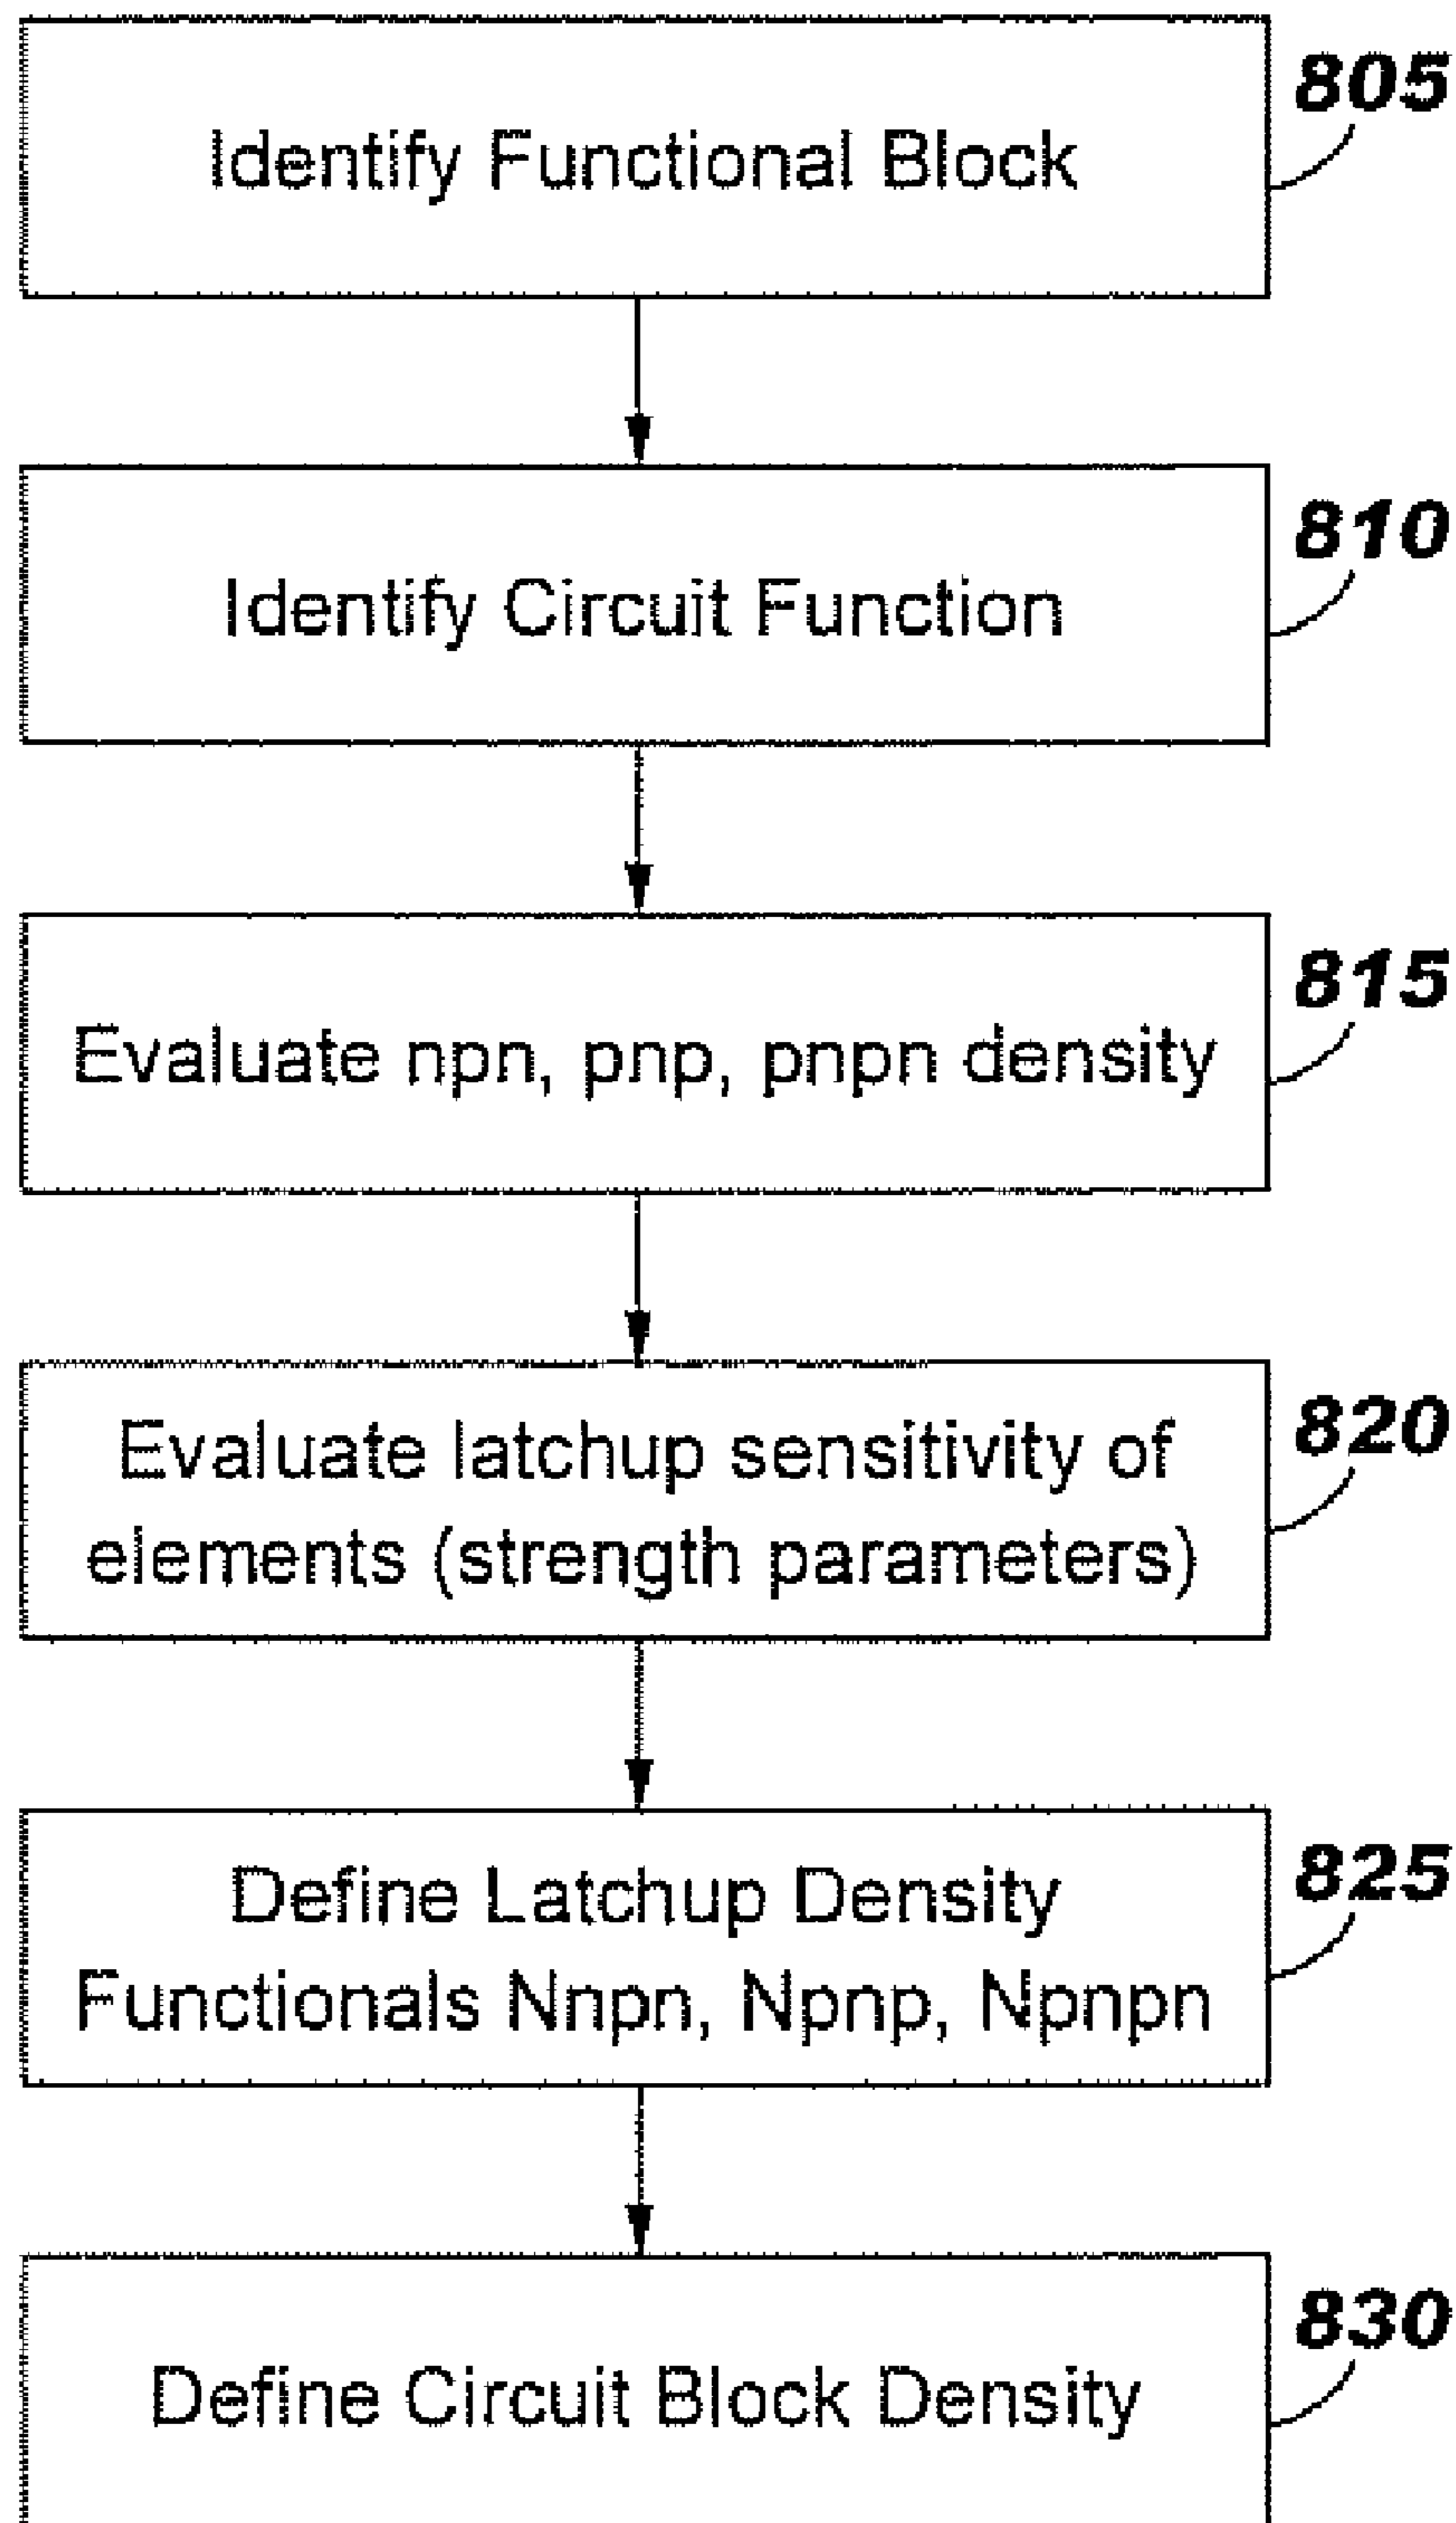 Identify Functional Block
805
Identify Circuit Function
810
Evaluate npn, pnp, pnpn density
815
Evaluate latchup sensitivity of
elements (strength parameters)
820
Define Latchup Density
Functionals Nnpn, Npnp, Npnpn
825
Define Circuit Block Density
830